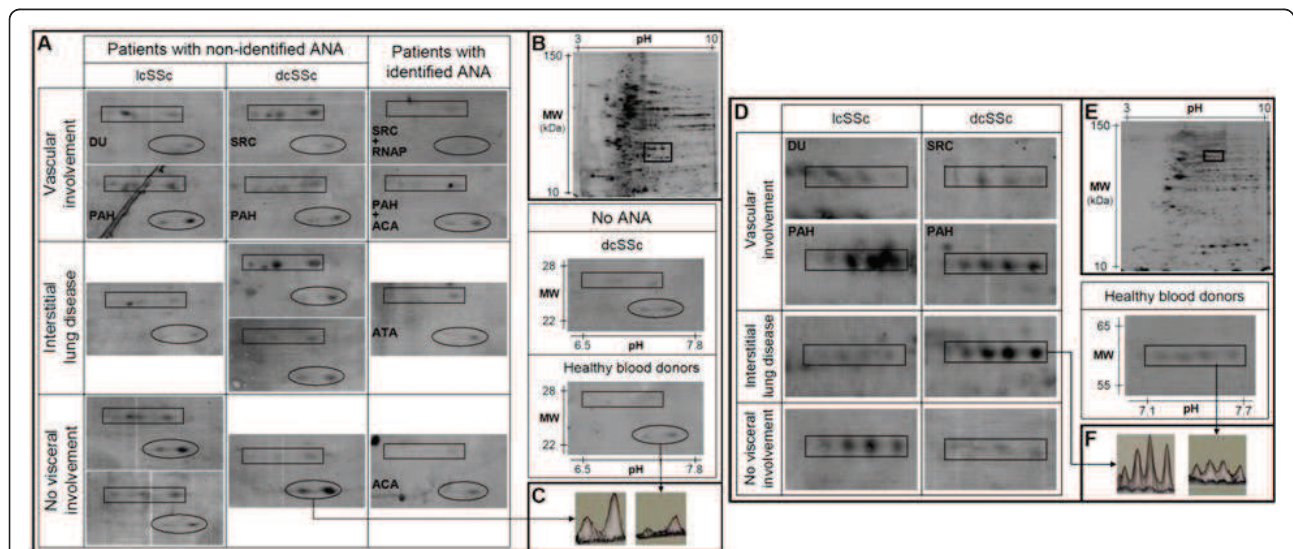 A
Patients with non-identified ANA
Patients with
identified ANA
lcSSc
dcSSc
Vascular
involvement
DU
SRC
SRC
+
RNAP
PAH
PAH
PAH
+
ACA
Interstitial
lung disease
ATA
No visceral
involvement
ACA
B
3
pH
10
150
MW
(kDa)
10
No ANA
dcSSc
28
MW
22
6.5
7.8
pH
Healthy blood donors
28
MW
22
6.5
7.8
pH
C
D
lcSSc
dcSSc
Vascular
involvement
DU
SRC
PAH
PAH
Interstitial
lung disease
No visceral
involvement
E
3
pH
10
150
MW
(kDa)
10
Healthy blood donors
65
MW
55
7.1
pH
7.7
F